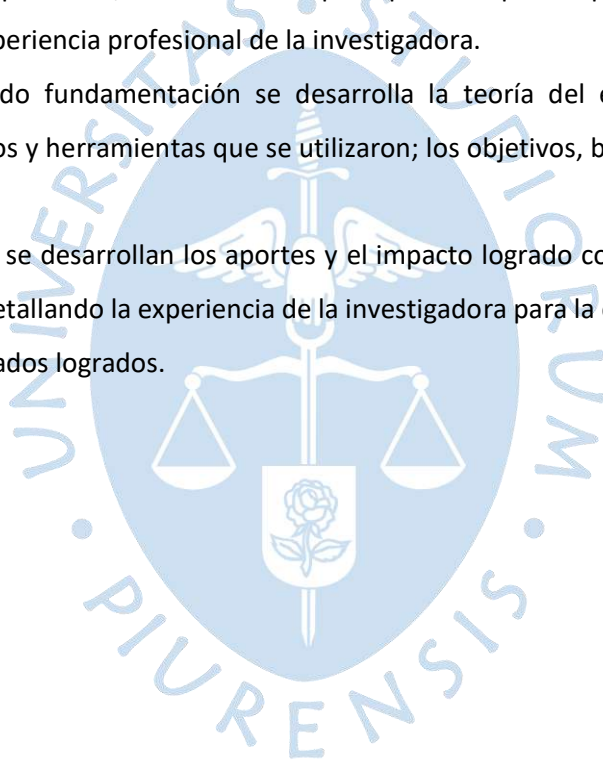 periencia profesional de la investigadora.
do fundamentación se desarrolla la teoría del
os y herramientas que se utilizaron; los objetivos, b
se desarrollan los aportes y el impacto logrado co
etallando la experiencia de la investigadora para la
ados logrados.
UNIVERSITAS • STUDIORUM • PIURENSIS •